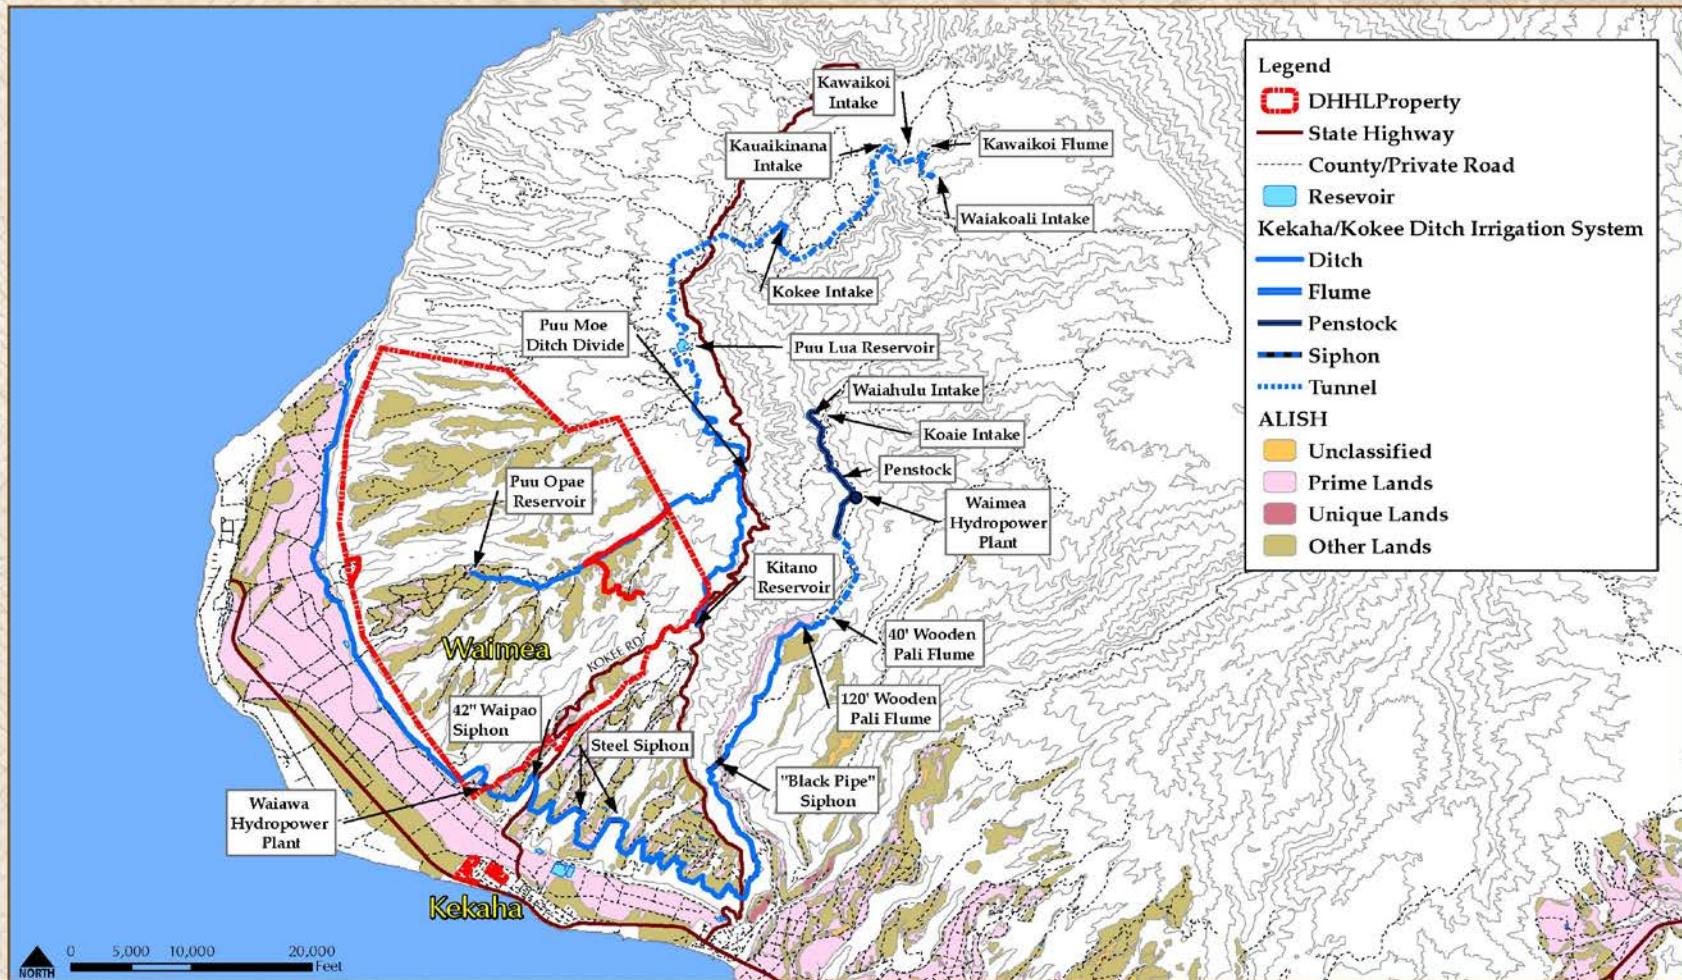 Kawaikoi
Intake
Kauaikinana
Intake
Kawaikoi Flume
Waiakoali Intake
Kokee Intake
Puu Moe
Ditch Divide
Puu Lua Reservoir
Waiahulu Intake
Koaie Intake
Penstock
Puu Opae
Reservoir
Waimea
Hydropower
Plant
Kitano
Reservoir
40' Wooden
Pali Flume
Waimea
KOKEE RD
120' Wooden
Pali Flume
42" Waipao
Siphon
Steel Siphon
"Black Pipe"
Siphon
Waiawa
Hydropower
Plant
Kekaha
NORTH
0 5,000 10,000 20,000
Feet
Legend
DHHLProperty
State Highway
County/Private Road
Resevoir
Kekaha/Kokee Ditch Irrigation System
Ditch
Flume
Penstock
Siphon
Tunnel
ALISH
Unclassified
Prime Lands
Unique Lands
Other Lands